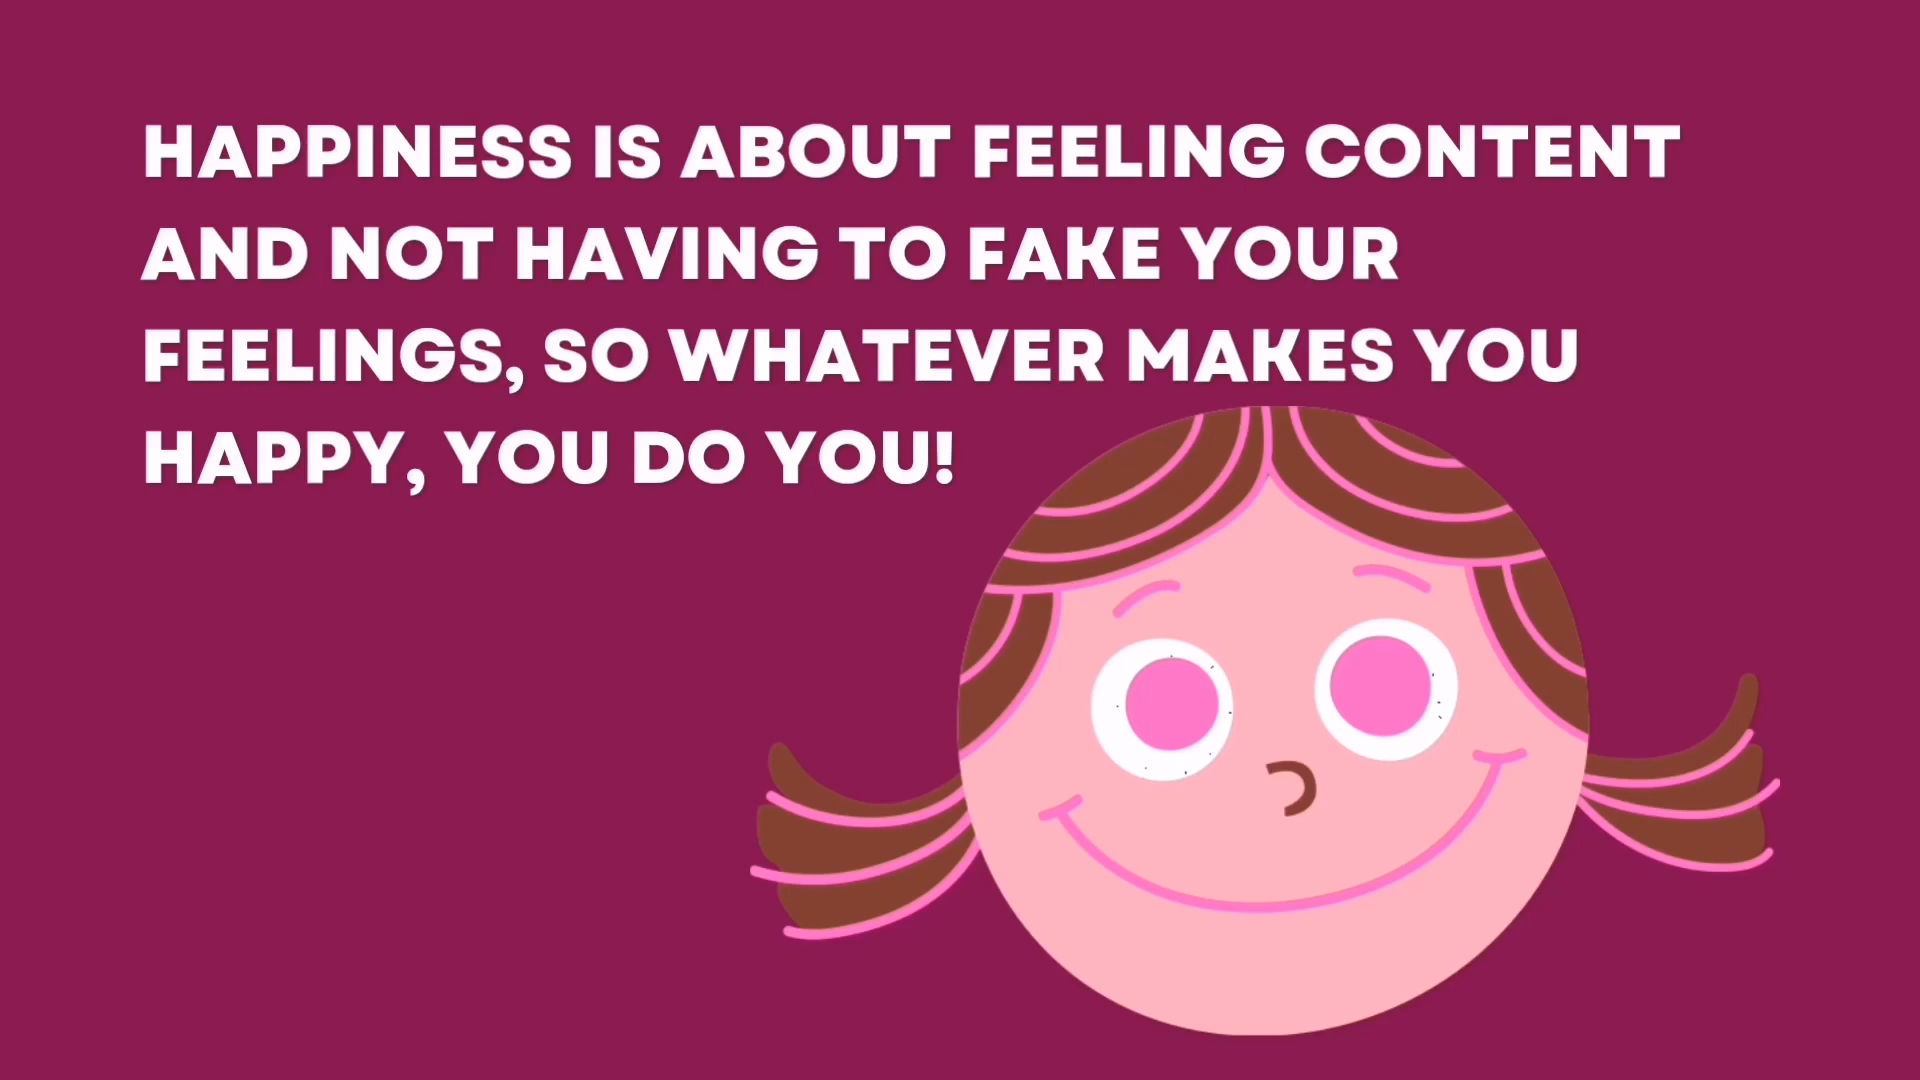 HAPPINESS IS ABOUT FEELING CONTENT
AND NOT HAVING TO FAKE YOUR
FEELINGS, SO WHATEVER MAKES YOU
HAPPY, YOU DO YOU!